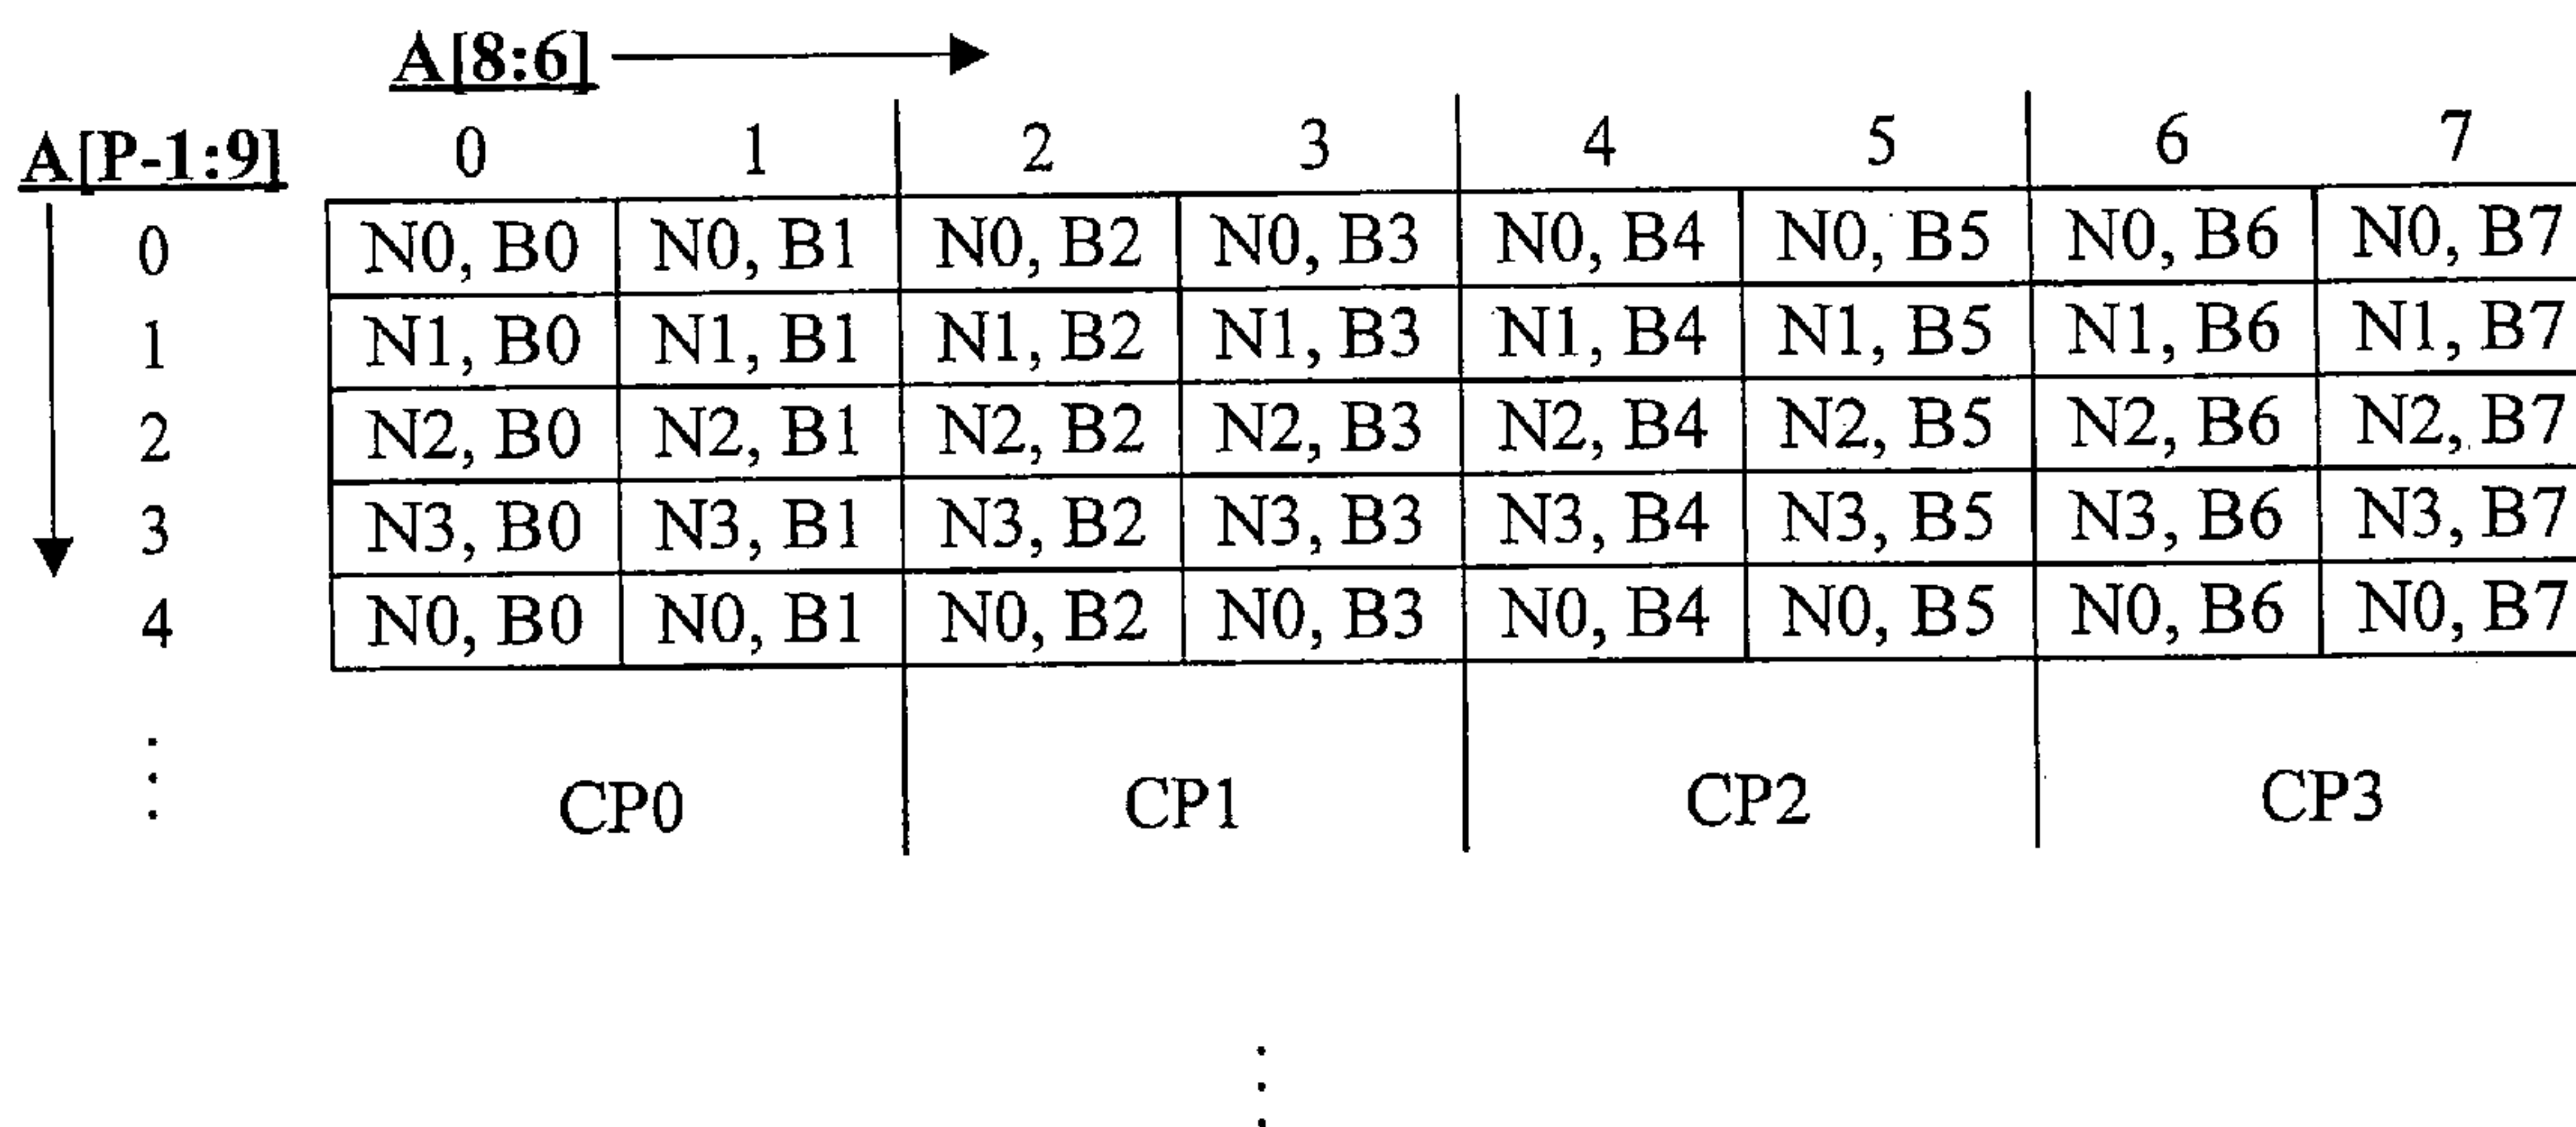 A[8:6]
A[P-1:9] 0 1 2 3 4 5 6 7
0 N0, B0 N0, B1 N0, B2 N0, B3 N0, B4 N0, B5 N0, B6 N0, B7
1 N1, B0 N1, B1 N1, B2 N1, B3 N1, B4 N1, B5 N1, B6 N1, B7
2 N2, B0 N2, B1 N2, B2 N2, B3 N2, B4 N2, B5 N2, B6 N2, B7
3 N3, B0 N3, B1 N3, B2 N3, B3 N3, B4 N3, B5 N3, B6 N3, B7
4 N0, B0 N0, B1 N0, B2 N0, B3 N0, B4 N0, B5 N0, B6 N0, B7
CP0 CP1 CP2 CP3